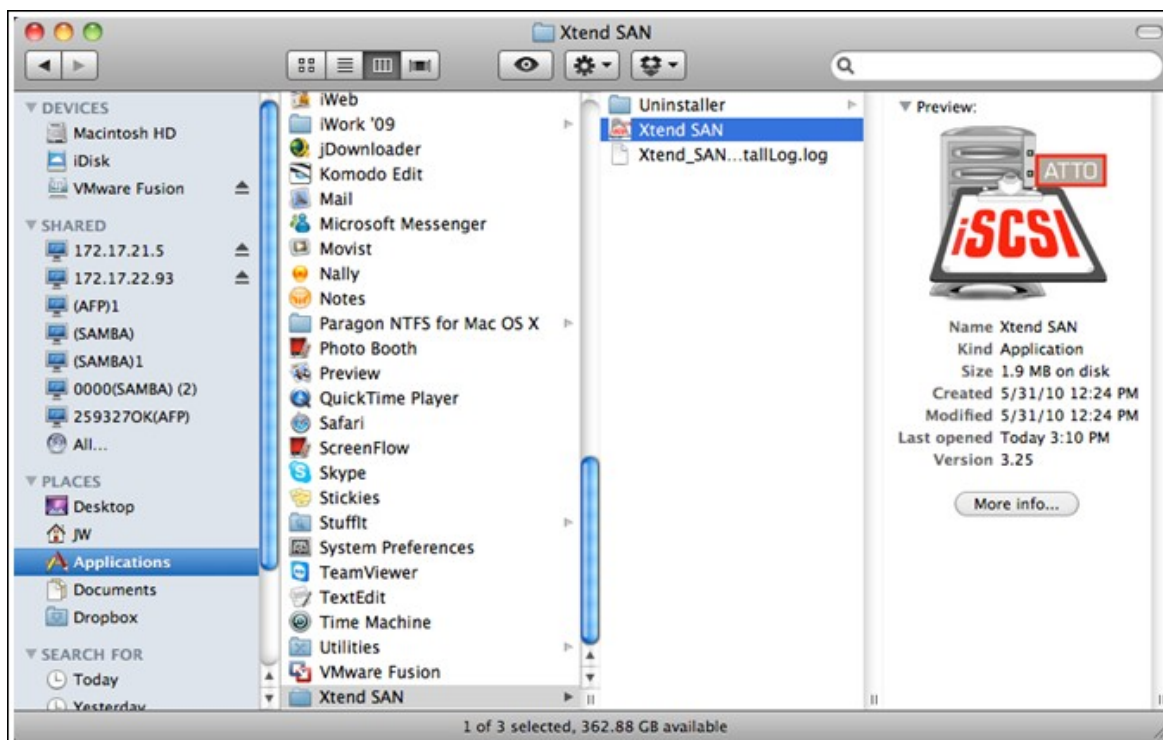 Xtend SAN
DEVICES
Macintosh HD
iDisk
VMware Fusion
SHARED
172.17.21.5
172.17.22.93
(AFP)1
(SAMBA)
(SAMBA)1
0000(SAMBA) (2)
259327OK(AFP)
All...
PLACES
Desktop
JW
Applications
Documents
Dropbox
SEARCH FOR
Today
Yesterday
iWeb
iWork '09
jDownloader
Komodo Edit
Mail
Microsoft Messenger
Movist
Nally
Notes
Paragon NTFS for Mac OS X
Photo Booth
Preview
QuickTime Player
Safari
ScreenFlow
Skype
Stickies
StuffIt
System Preferences
TeamViewer
TextEdit
Time Machine
Utilities
VMware Fusion
Xtend SAN
Uninstaller
Xtend SAN
Xtend_SAN...tallLog.log
Preview:
ATTO
iSCSI
Name Xtend SAN
Kind Application
Size 1.9 MB on disk
Created 5/31/10 12:24 PM
Modified 5/31/10 12:24 PM
Last opened Today 3:10 PM
Version 3.25
More info...
1 of 3 selected, 362.88 GB available